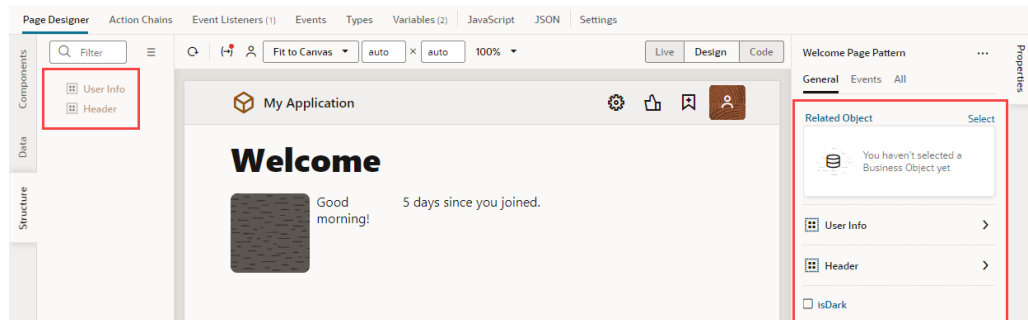 Page Designer Action Chains Event Listeners (1) Events Types Variables (2) JavaScript JSON Settings
Components
Data
Structure
Filter
User Info
Header
Fit to Canvas auto × auto 100% Live Design Code
My Application
Welcome
Good morning!
5 days since you joined.
Welcome Page Pattern ...
General Events All
Related Object Select
You haven't selected a
Business Object yet
User Info
Header
isDark
Properties